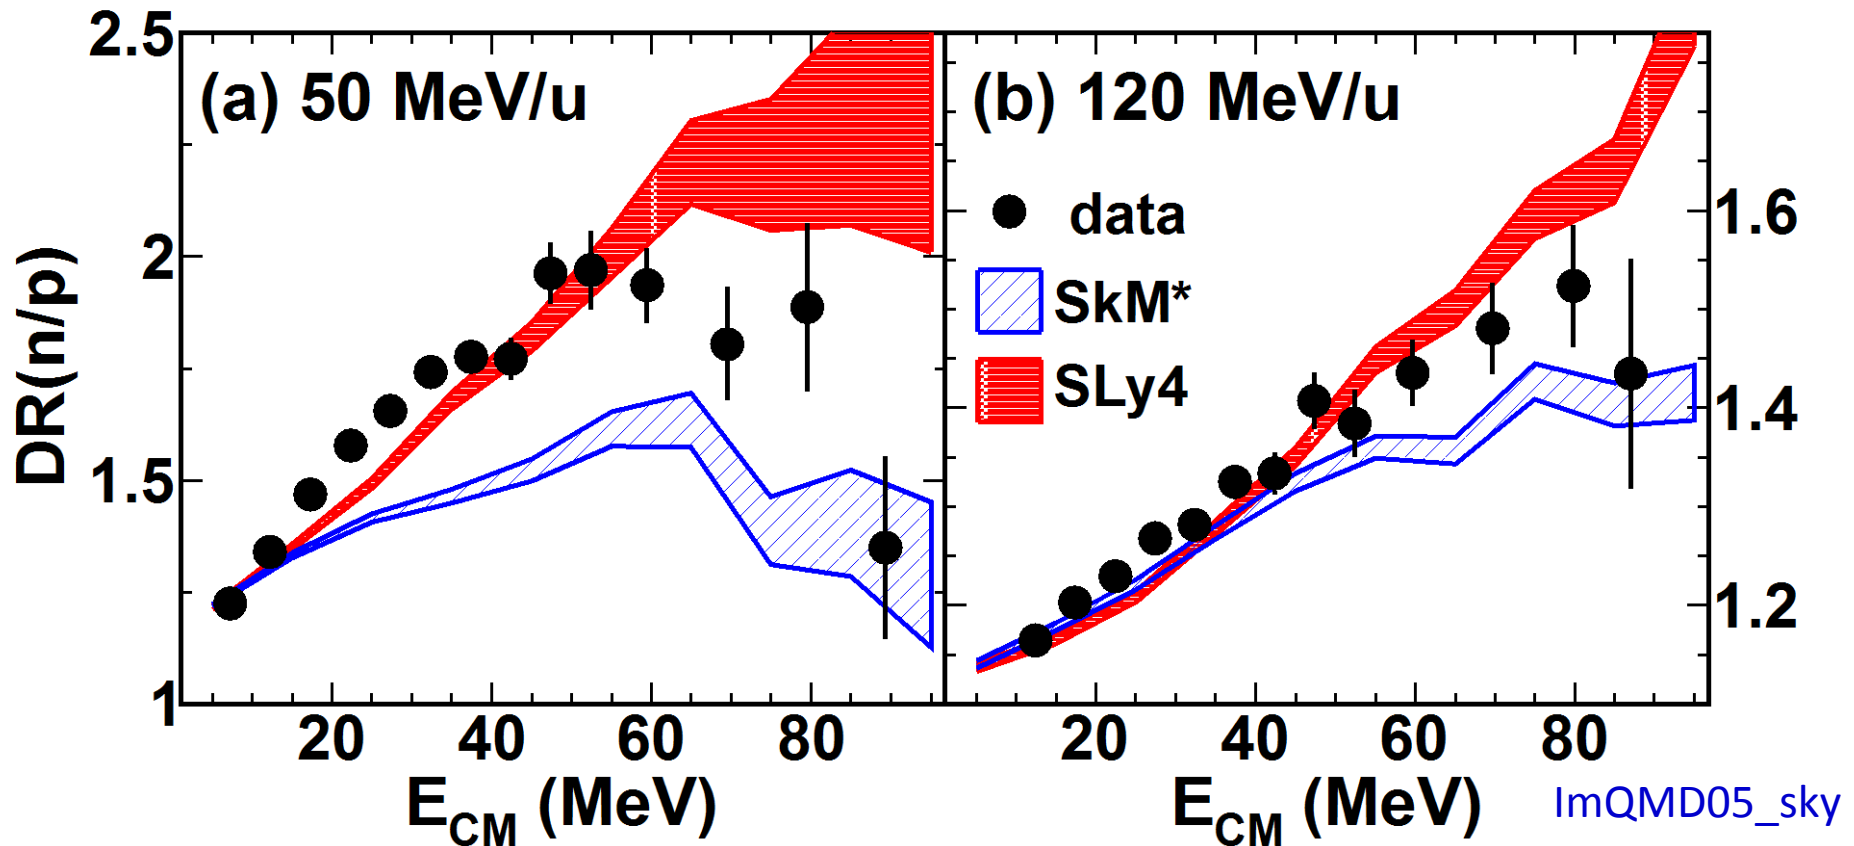 (a) 50 MeV/u
(b) 120 MeV/u
data
SkM*
SLy4
DR(n/p)
2.5
2
1.5
1
1.6
1.4
1.2
20 40 60 80
20 40 60 80
E_CM (MeV)
E_CM (MeV)
ImQMD05_sky